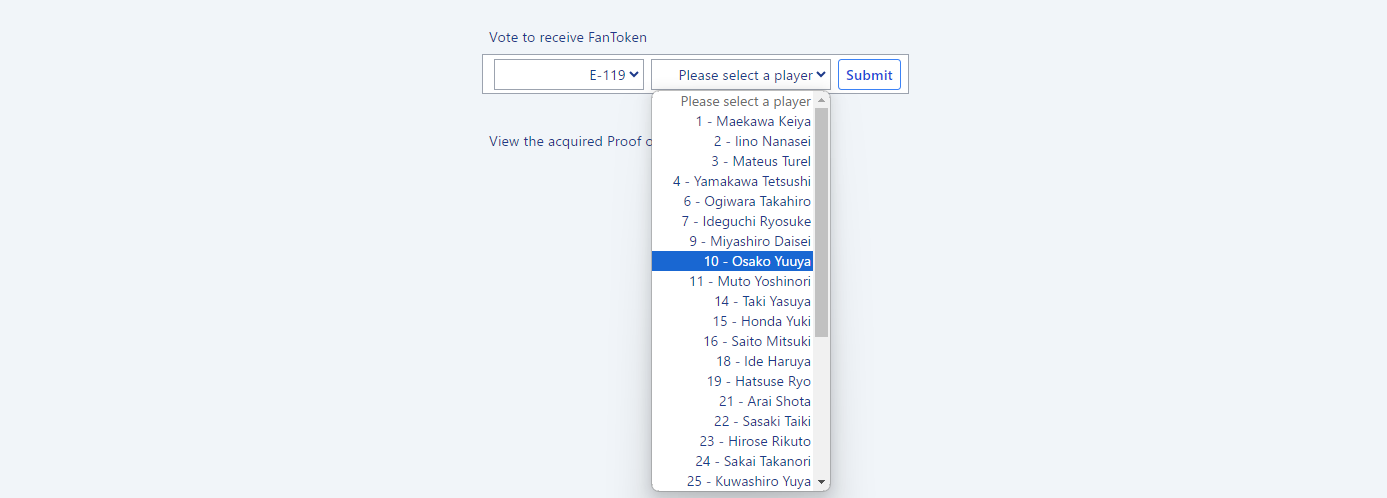 Vote to receive FanToken
E-119 Please select a player Submit
Please select a player
1 - Maekawa Keiya
View the acquired Proof
2 - Iino Nanasei
3 - Mateus Turel
4 - Yamakawa Tetsushi
6 - Ogiwara Takahiro
7 - Ideguchi Ryosuke
9 - Miyashiro Daisei
10 - Osako Yuuya
11 - Muto Yoshinori
14 - Taki Yasuya
15 - Honda Yuki
16 - Saito Mitsuki
18 - Ide Haruya
19 - Hatsuse Ryo
21 - Arai Shota
22 - Sasaki Taiki
23 - Hirose Rikuto
24 - Sakai Takanori
25 - Kuwashiro Yuya